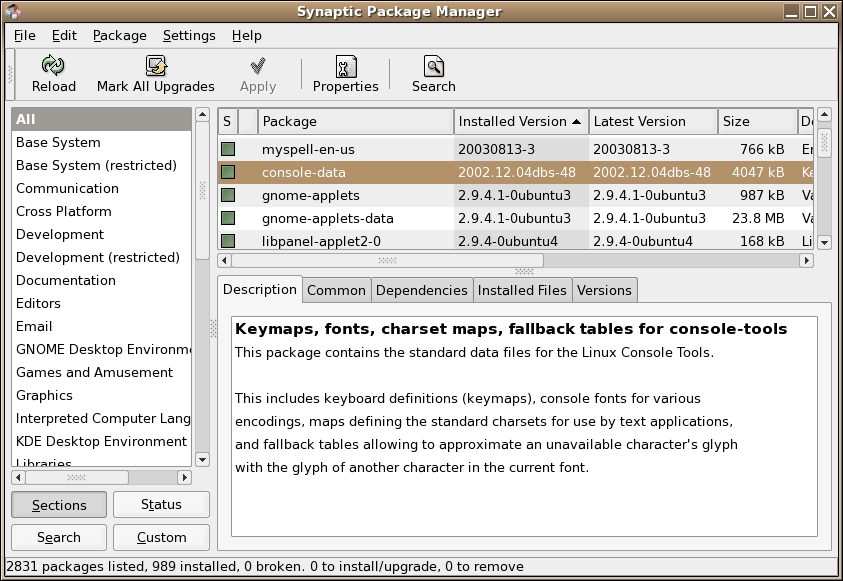 Synaptic Package Manager
File Edit Package Settings Help
Reload Mark All Upgrades Apply Properties Search
All
Base System
Base System (restricted)
Communication
Cross Platform
Development
Development (restricted)
Documentation
Editors
Email
GNOME Desktop Environme
Games and Amusement
Graphics
Interpreted Computer Lang
KDE Desktop Environment
Libraries
Sections Status
Search Custom
S Package Installed Version Latest Version Size De
myspell-en-us 20030813-3 20030813-3 766 kB En
console-data 2002.12.04dbs-48 2002.12.04dbs-48 4047 kB Ke
gnome-applets 2.9.4.1-0ubuntu3 2.9.4.1-0ubuntu3 987 kB Va
gnome-applets-data 2.9.4.1-0ubuntu3 2.9.4.1-0ubuntu3 23.8 MB Va
libpanel-applet2-0 2.9.4-0ubuntu4 2.9.4-0ubuntu4 168 kB Li
Description Common Dependencies Installed Files Versions
Keymaps, fonts, charset maps, fallback tables for console-tools
This package contains the standard data files for the Linux Console Tools.
This includes keyboard definitions (keymaps), console fonts for various
encodings, maps defining the standard charsets for use by text applications,
and fallback tables allowing to approximate an unavailable character's glyph
with the glyph of another character in the current font.
2831 packages listed, 989 installed, 0 broken. 0 to install/upgrade, 0 to remove